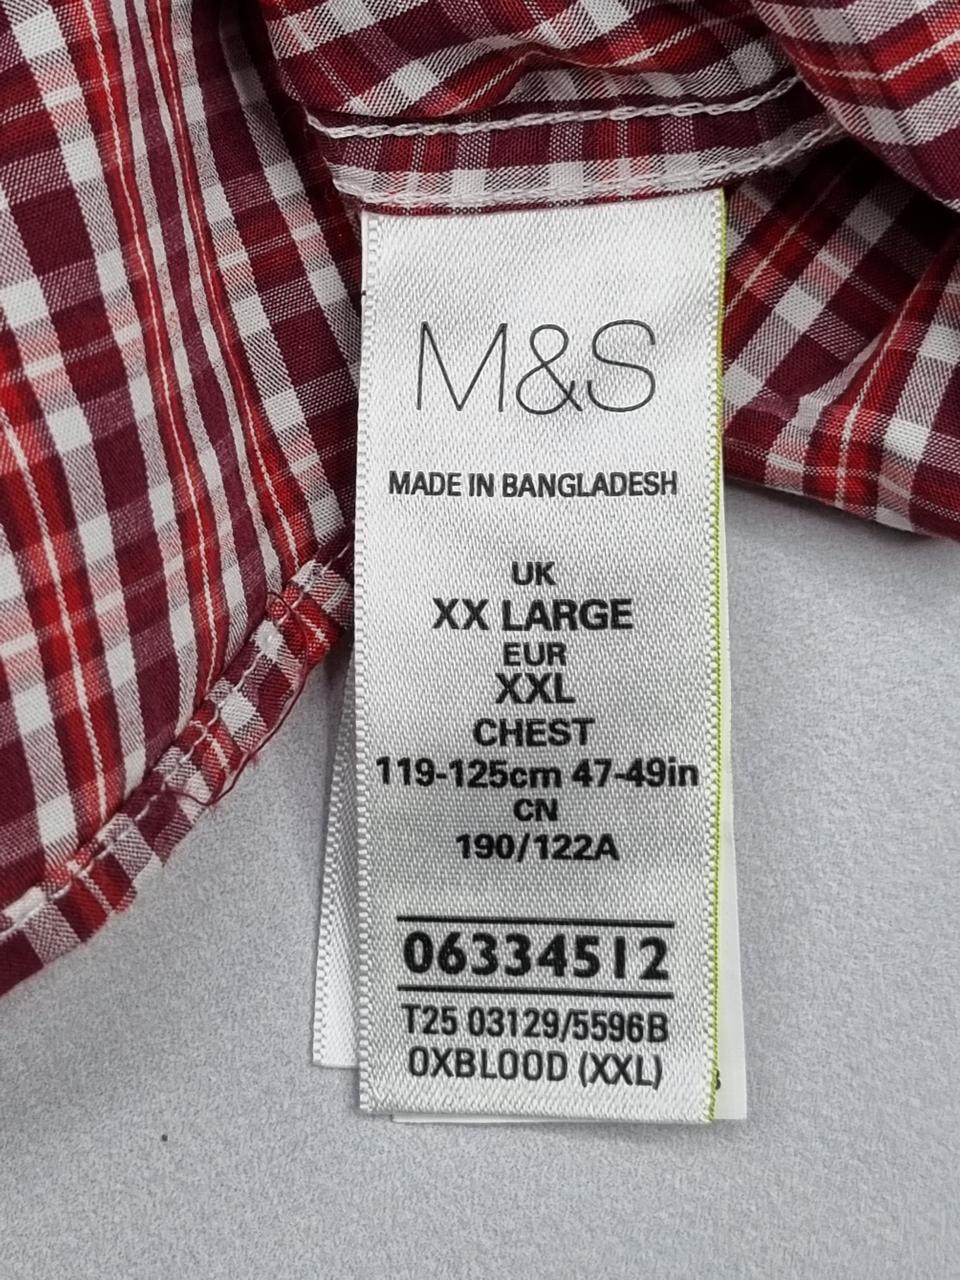 M&S
MADE IN BANGLADESH
UK
XX LARGE
EUR
XXL
CHEST
119-125cm 47-49in
CN
190/122A
06334512
T25 03129/5596B
OXBLOOD (XXL)